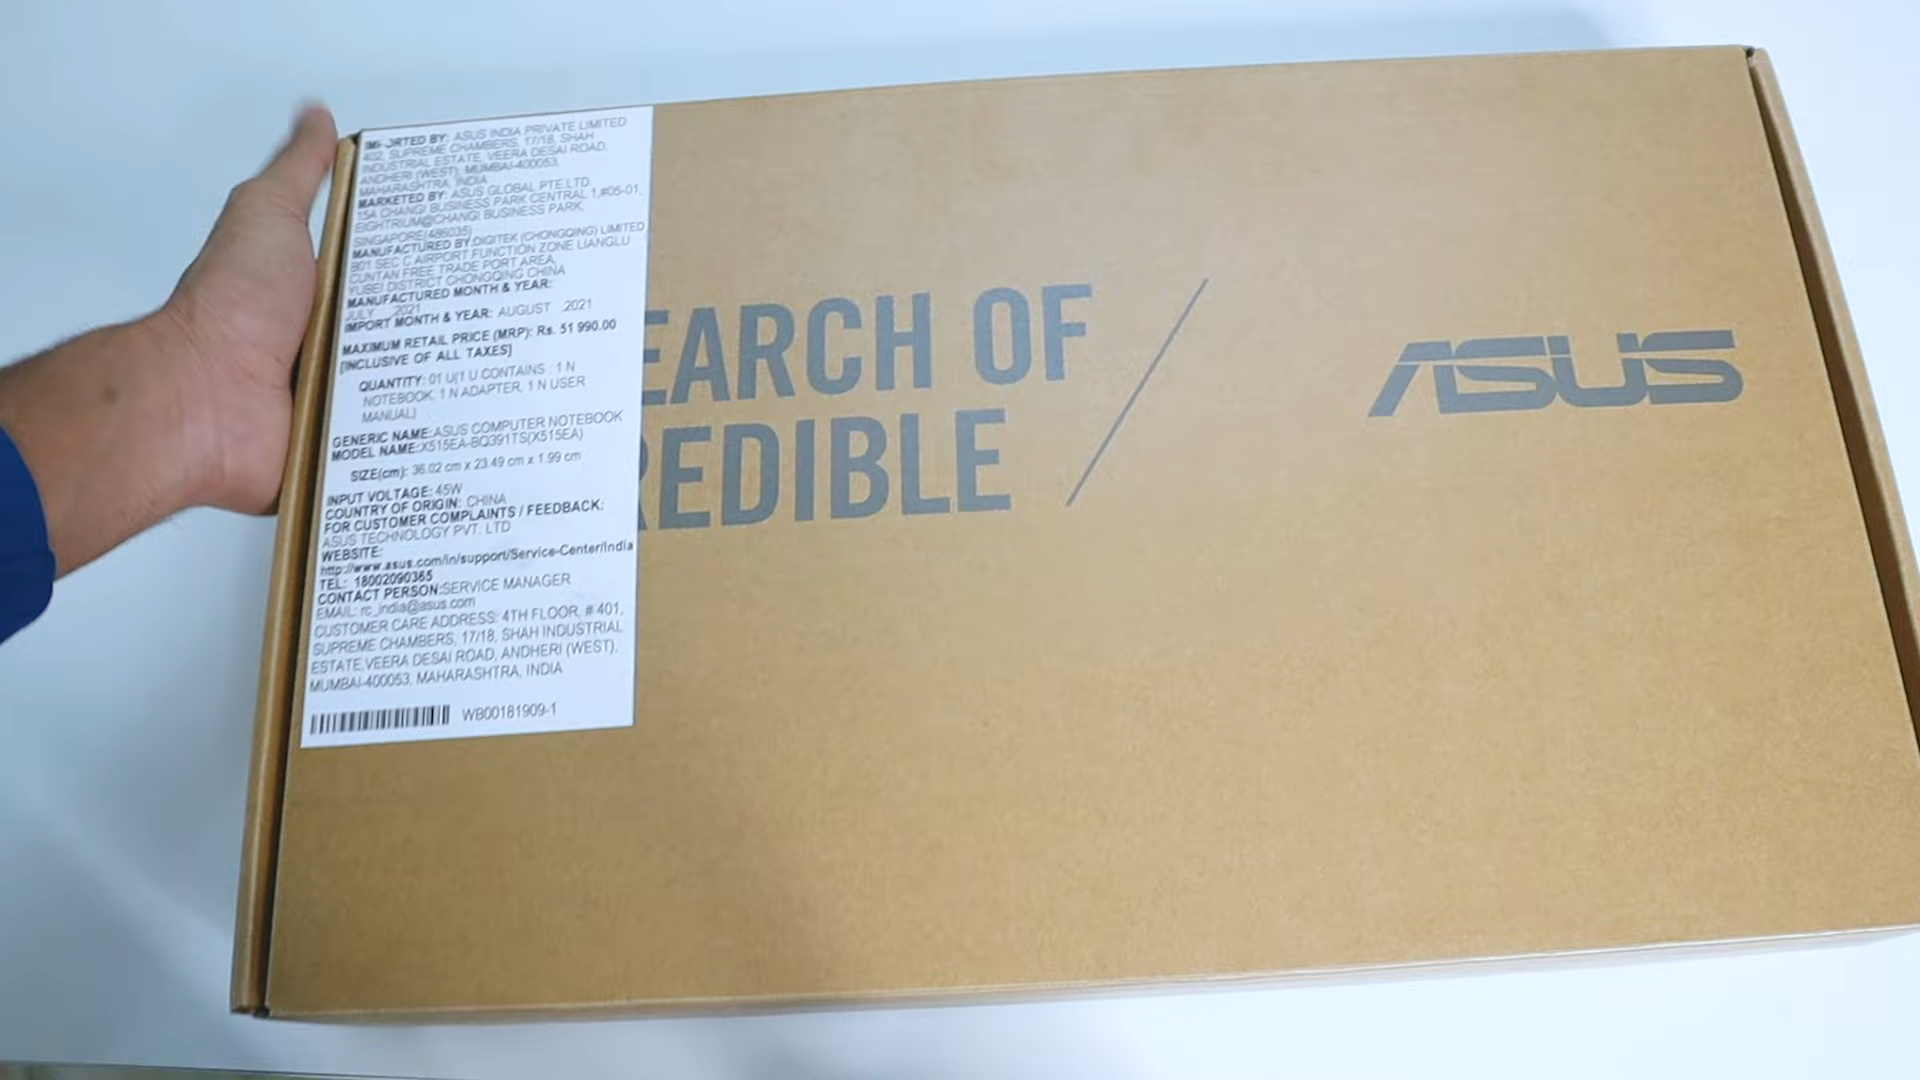 IMPORTED BY: ASUS INDIA PRIVATE LIMITED
402, SUPREME CHAMBERS, 17/18, SHAH
INDUSTRIAL ESTATE, VEERA DESAI ROAD,
ANDHERI (WEST), MUMBAI-400053,
MAHARASHTRA, INDIA
MARKETED BY: ASUS GLOBAL PTE.LTD.
15A CHANGI BUSINESS PARK CENTRAL 1,#05-01,
EIGHTRIUM@CHANGI BUSINESS PARK,
SINGAPORE(486035)
MANUFACTURED BY:DIGITEK (CHONGQING) LIMITED
B01 SEC C AIRPORT FUNCTION ZONE LIANGLU
CUNTAN FREE TRADE PORT AREA,
YUBEI DISTRICT CHONGQING CHINA
MANUFACTURED MONTH & YEAR:
JULY ,2021
IMPORT MONTH & YEAR: AUGUST ,2021
MAXIMUM RETAIL PRICE (MRP): Rs. 51 990.00
[INCLUSIVE OF ALL TAXES]
QUANTITY: 01 U(1 U CONTAINS : 1 N
NOTEBOOK, 1 N ADAPTER, 1 N USER
MANUAL)
GENERIC NAME:ASUS COMPUTER NOTEBOOK
MODEL NAME:X515EA-BQ391TS(X515EA)
SIZE(cm): 36.02 cm x 23.49 cm x 1.99 cm
INPUT VOLTAGE: 45W
COUNTRY OF ORIGIN: CHINA
FOR CUSTOMER COMPLAINTS / FEEDBACK:
ASUS TECHNOLOGY PVT. LTD
WEBSITE:
http://www.asus.com/in/support/Service-Center/India
TEL: 18002090365
CONTACT PERSON:SERVICE MANAGER
EMAIL: rc_india@asus.com
CUSTOMER CARE ADDRESS: 4TH FLOOR, # 401,
SUPREME CHAMBERS, 17/18, SHAH INDUSTRIAL
ESTATE,VEERA DESAI ROAD, ANDHERI (WEST),
MUMBAI-400053, MAHARASHTRA, INDIA
WB00181909-1
EARCH OF
REDIBLE
ASUS